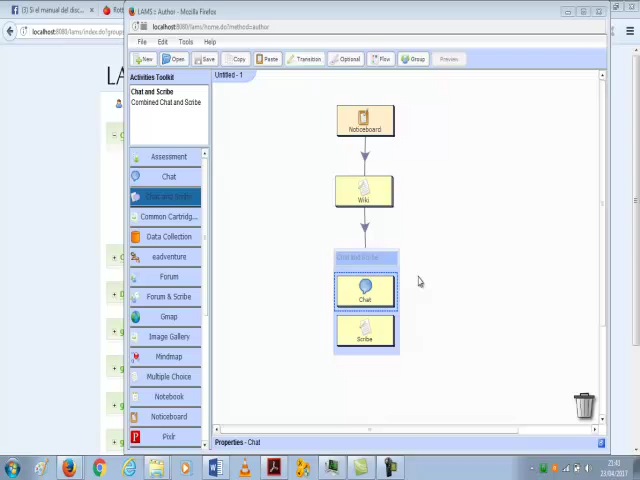 Si el manual del disc...
LAMS :: Author - Mozilla Firefox
localhost:8080/lams/index.do?group
localhost:8080/lams/home.do?method=author
File Edit Tools Help
New Open Save Copy Paste Transition Optional Flow Group Preview
Activities Toolkit
Untitled - 1
Chat and Scribe
Combined Chat and Scribe
Assessment
Chat
Chat and Scribe
Common Cartridg...
Data Collection
eadventure
Forum
Forum & Scribe
Gmap
Image Gallery
Mindmap
Multiple Choice
Notebook
Noticeboard
Pixlr
Noticeboard
Wiki
Chat and Scribe
Chat
Scribe
Properties - Chat
21:41
23/04/2017